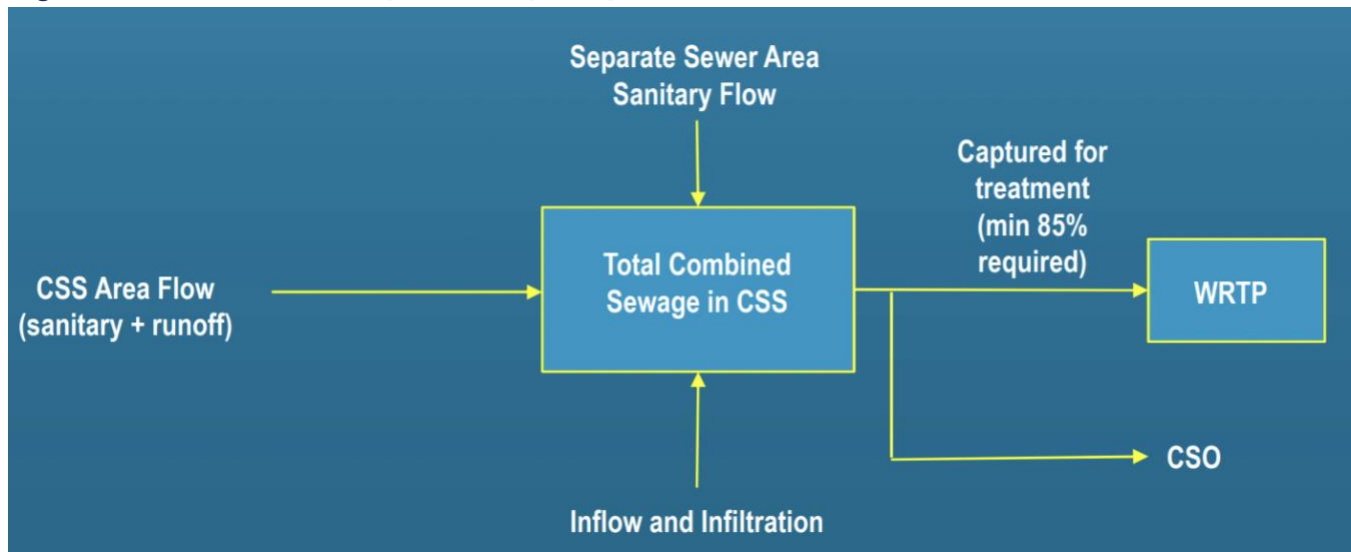 Separate Sewer Area
Sanitary Flow
Captured for
treatment
(min 85%
required)
CSS Area Flow
(sanitary + runoff)
Total Combined
Sewage in CSS
WRTP
CSO
Inflow and Infiltration